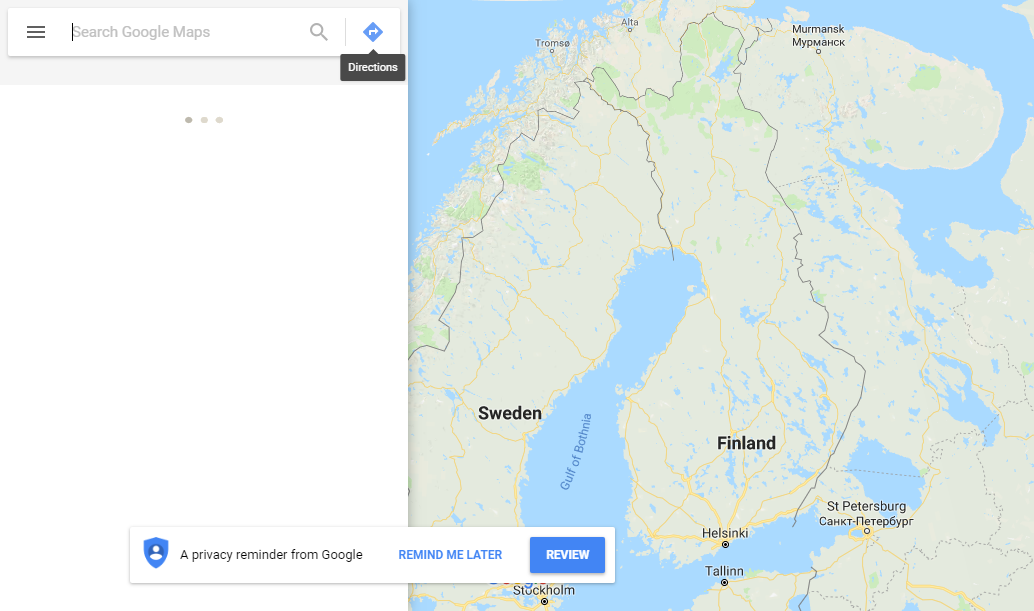 Search Google Maps
Directions
Alta
Tromsø
Murmansk
Мурманск
Sweden
Gulf of Bothnia
Finland
St Petersburg
Санкт-Петербург
Helsinki
Tallinn
A privacy reminder from Google
REMIND ME LATER
REVIEW
Stockholm